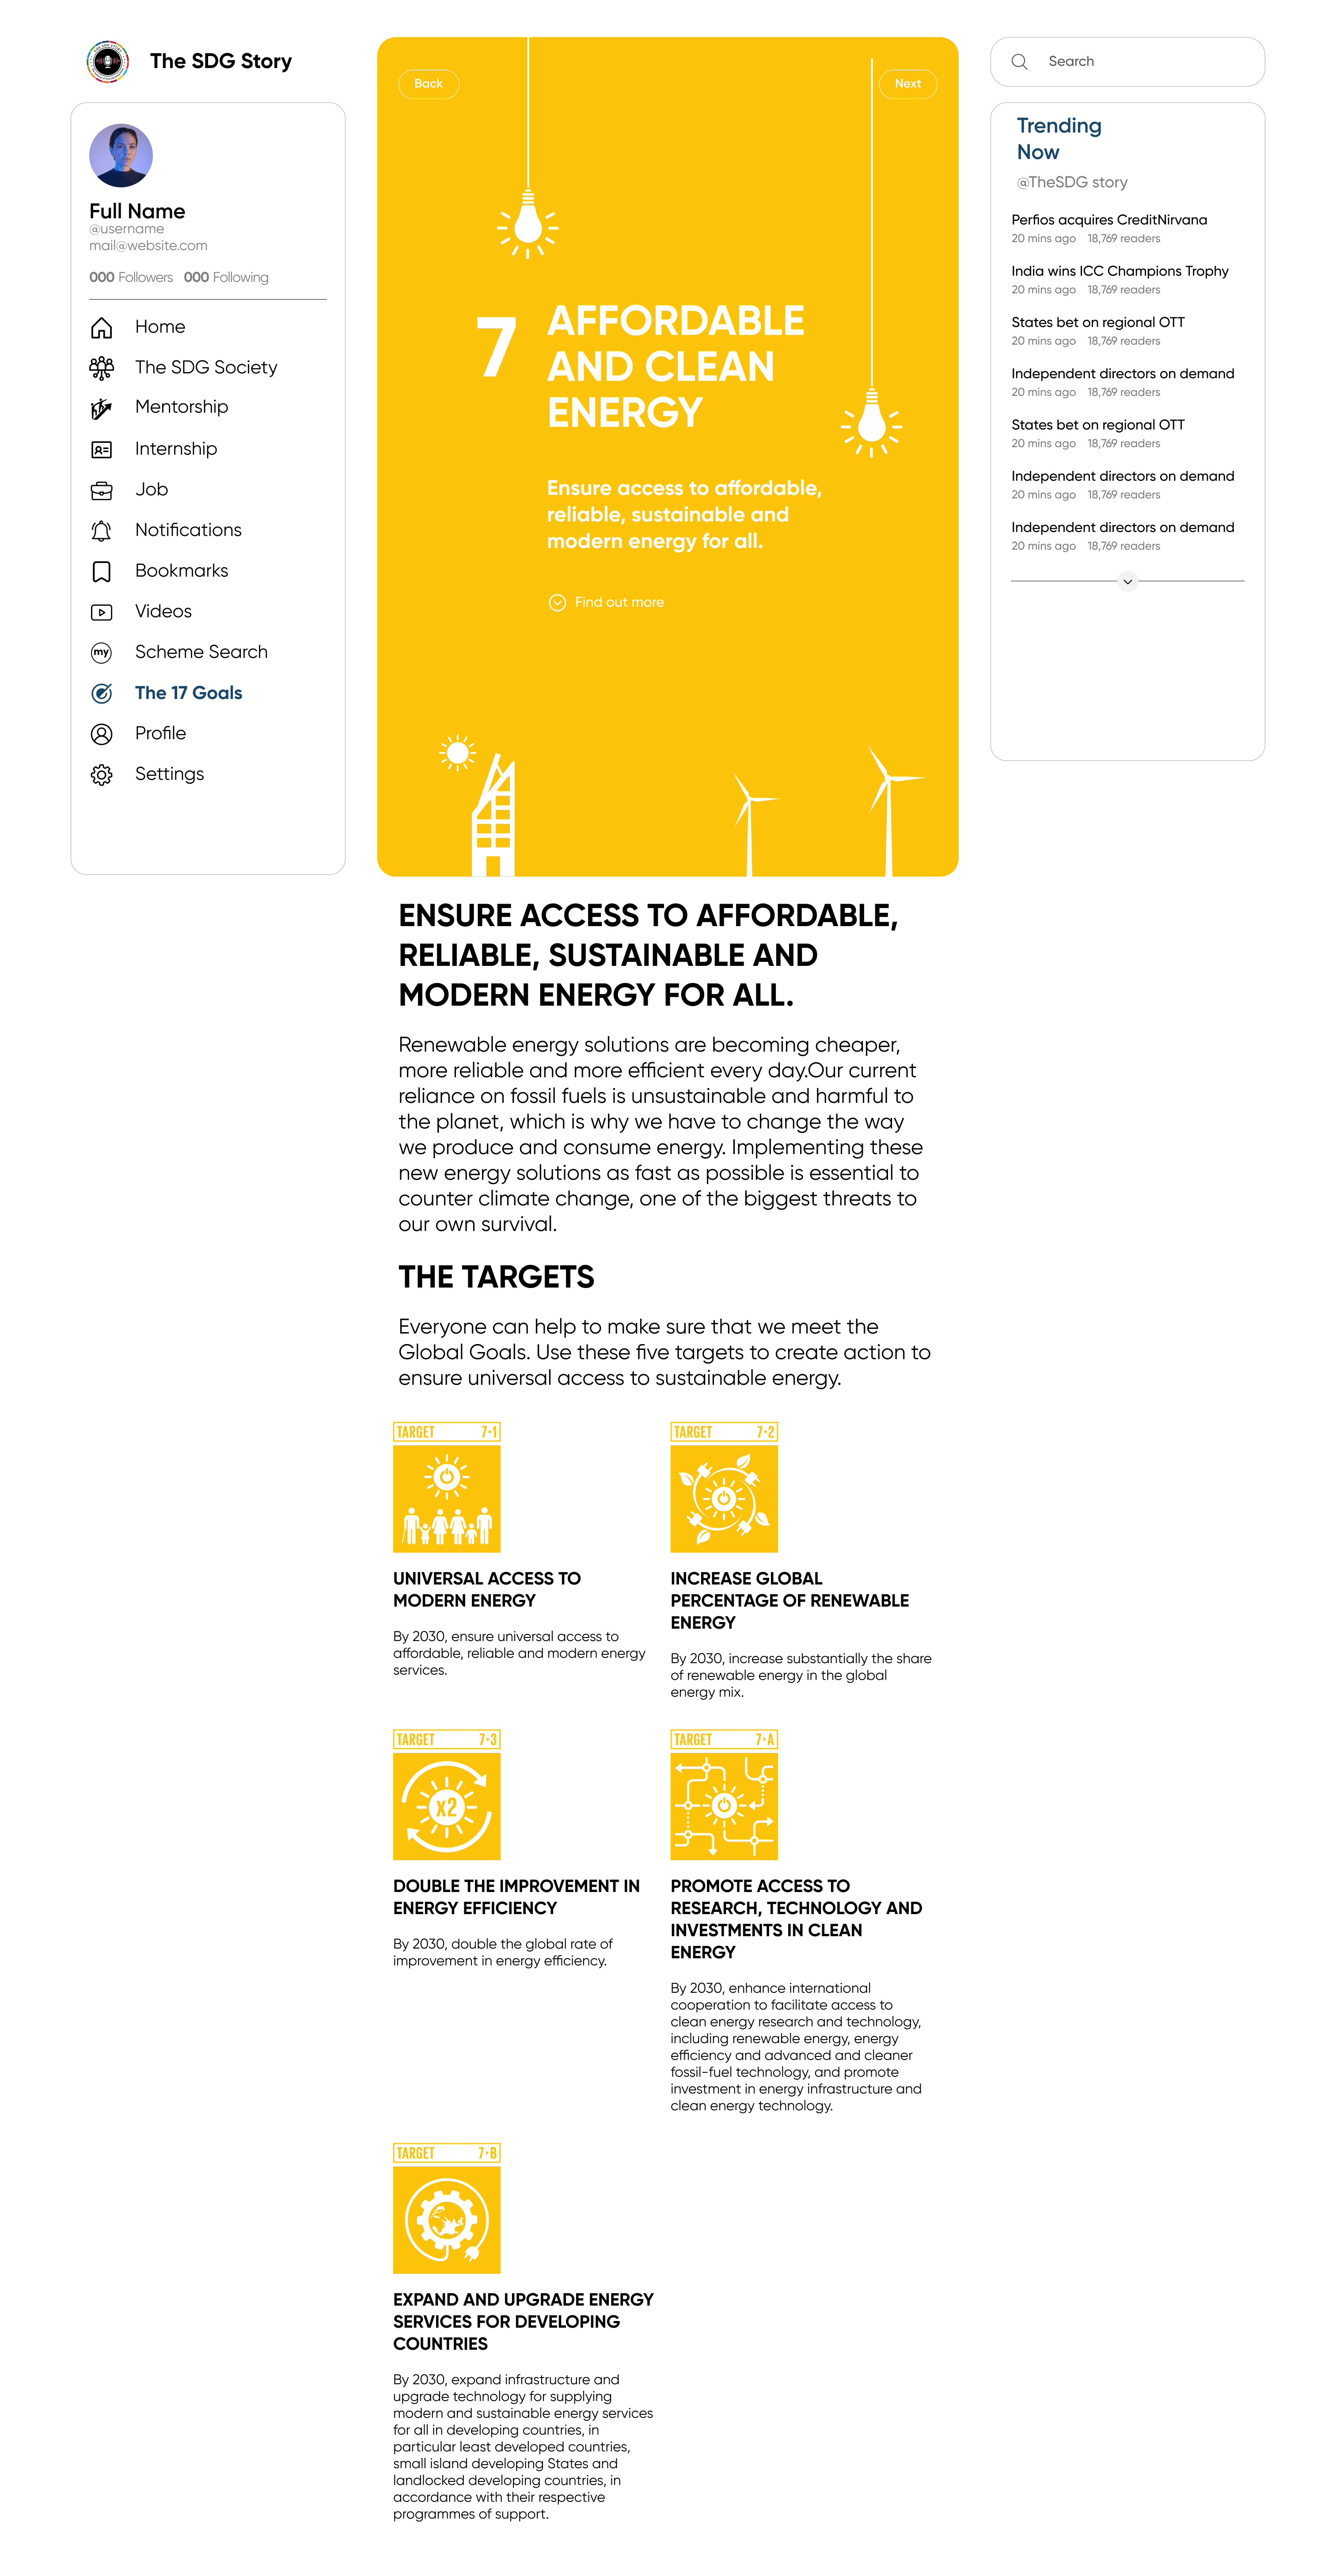 The SDG Story
Full Name
@username
mail@website.com
000 Followers 000 Following
Home
The SDG Society
Mentorship
Internship
Job
Notifications
Bookmarks
Videos
my
Scheme Search
The 17 Goals
Profile
Settings
Back
Next
7
AFFORDABLE
AND CLEAN
ENERGY
Ensure access to affordable,
reliable, sustainable and
modern energy for all.
Find out more
Search
Trending
Now
@TheSDG story
Perfios acquires CreditNirvana
20 mins ago 18,769 readers
India wins ICC Champions Trophy
20 mins ago 18,769 readers
States bet on regional OTT
20 mins ago 18,769 readers
Independent directors on demand
20 mins ago 18,769 readers
States bet on regional OTT
20 mins ago 18,769 readers
Independent directors on demand
20 mins ago 18,769 readers
Independent directors on demand
20 mins ago 18,769 readers
ENSURE ACCESS TO AFFORDABLE,
RELIABLE, SUSTAINABLE AND
MODERN ENERGY FOR ALL.
Renewable energy solutions are becoming cheaper,
more reliable and more efficient every day.Our current
reliance on fossil fuels is unsustainable and harmful to
the planet, which is why we have to change the way
we produce and consume energy. Implementing these
new energy solutions as fast as possible is essential to
counter climate change, one of the biggest threats to
our own survival.
THE TARGETS
Everyone can help to make sure that we meet the
Global Goals. Use these five targets to create action to
ensure universal access to sustainable energy.
TARGET 7·1
UNIVERSAL ACCESS TO
MODERN ENERGY
By 2030, ensure universal access to
affordable, reliable and modern energy
services.
TARGET 7·2
INCREASE GLOBAL
PERCENTAGE OF RENEWABLE
ENERGY
By 2030, increase substantially the share
of renewable energy in the global
energy mix.
TARGET 7·3
x2
DOUBLE THE IMPROVEMENT IN
ENERGY EFFICIENCY
By 2030, double the global rate of
improvement in energy efficiency.
TARGET 7·A
PROMOTE ACCESS TO
RESEARCH, TECHNOLOGY AND
INVESTMENTS IN CLEAN
ENERGY
By 2030, enhance international
cooperation to facilitate access to
clean energy research and technology,
including renewable energy, energy
efficiency and advanced and cleaner
fossil-fuel technology, and promote
investment in energy infrastructure and
clean energy technology.
TARGET 7·B
EXPAND AND UPGRADE ENERGY
SERVICES FOR DEVELOPING
COUNTRIES
By 2030, expand infrastructure and
upgrade technology for supplying
modern and sustainable energy services
for all in developing countries, in
particular least developed countries,
small island developing States and
landlocked developing countries, in
accordance with their respective
programmes of support.